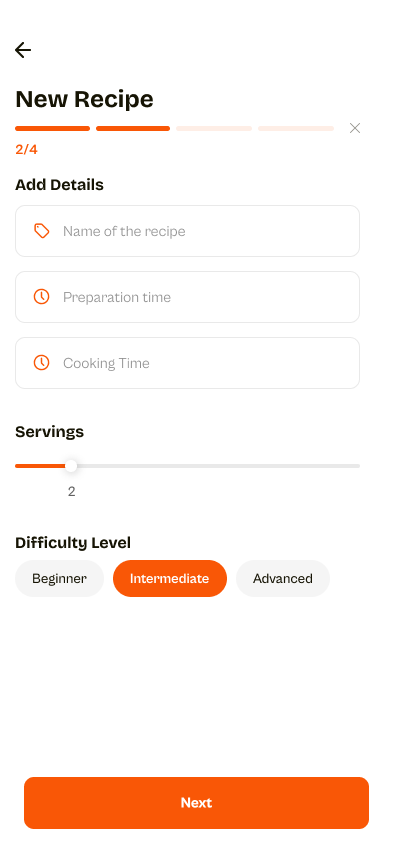 New Recipe
2/4
Add Details
Name of the recipe
Preparation time
Cooking Time
Servings
2
Difficulty Level
Beginner Intermediate Advanced
Next